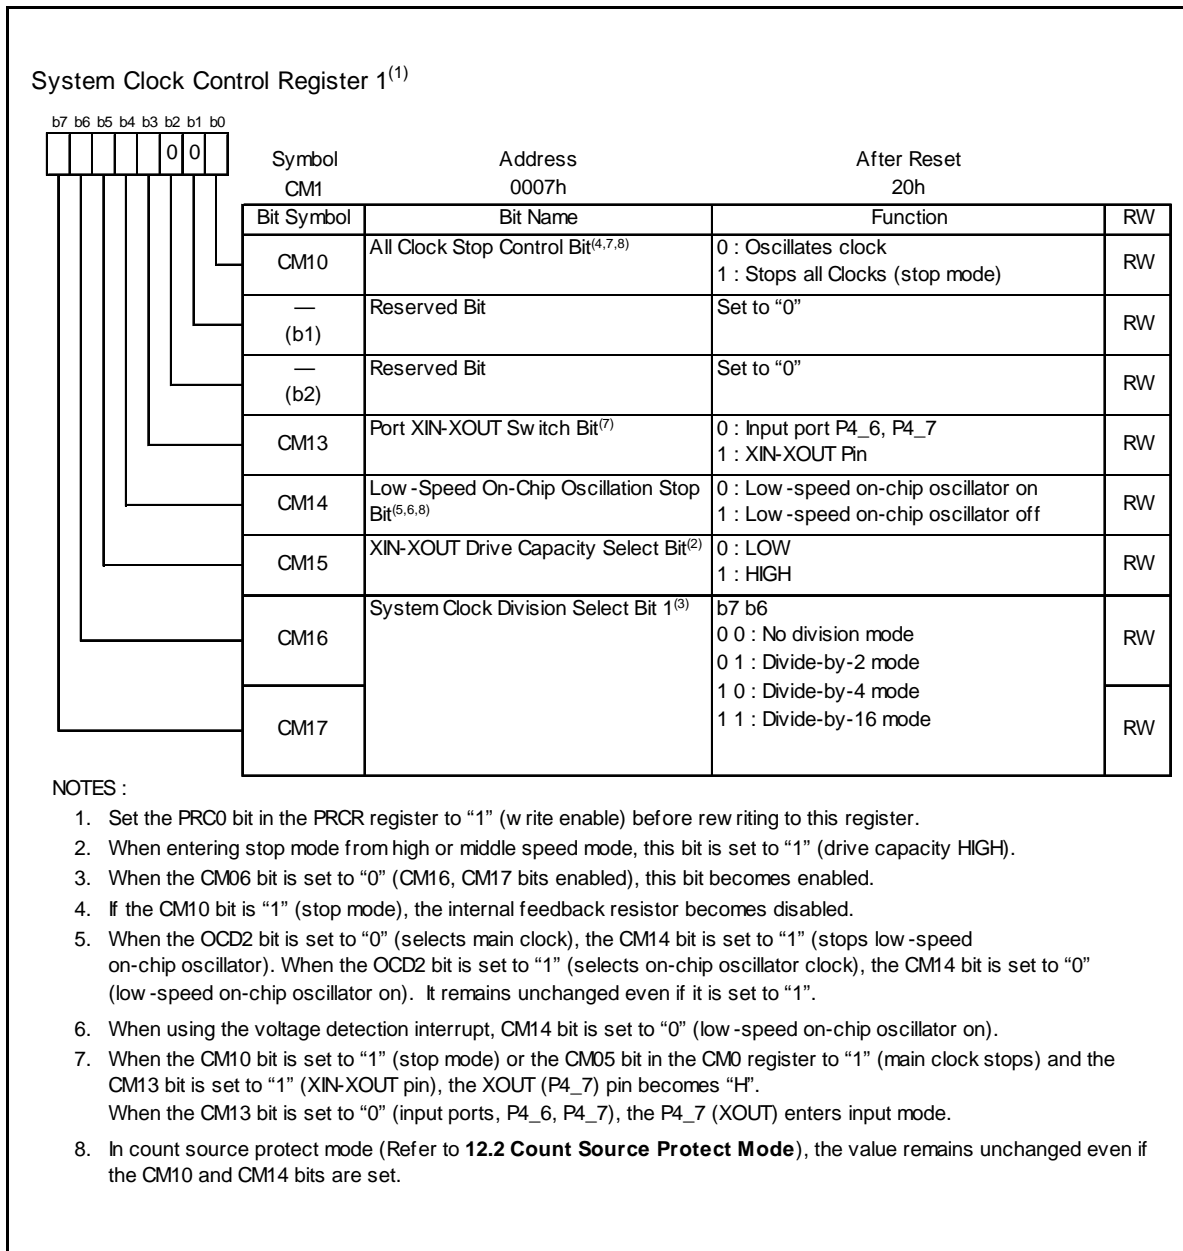 System Clock Control Register 1(1)
b7 b6 b5 b4 b3 b2 b1 b0
0 0
Symbol Address After Reset
CM1 0007h 20h
Bit Symbol Bit Name Function RW
CM10 All Clock Stop Control Bit(4,7,8) 0 : Oscillates clock RW
1 : Stops all Clocks (stop mode)
— Reserved Bit Set to “0” RW
(b1)
— Reserved Bit Set to “0” RW
(b2)
CM13 Port XIN-XOUT Switch Bit(7) 0 : Input port P4_6, P4_7 RW
1 : XIN-XOUT Pin
CM14 Low-Speed On-Chip Oscillation Stop 0 : Low-speed on-chip oscillator on RW
Bit(5,6,8) 1 : Low-speed on-chip oscillator off
CM15 XIN-XOUT Drive Capacity Select Bit(2) 0 : LOW RW
1 : HIGH
System Clock Division Select Bit 1(3) b7 b6
CM16 0 0 : No division mode RW
0 1 : Divide-by-2 mode
1 0 : Divide-by-4 mode
CM17 1 1 : Divide-by-16 mode RW
NOTES :
1. Set the PRC0 bit in the PRCR register to “1” (write enable) before rewriting to this register.
2. When entering stop mode from high or middle speed mode, this bit is set to “1” (drive capacity HIGH).
3. When the CM06 bit is set to “0” (CM16, CM17 bits enabled), this bit becomes enabled.
4. If the CM10 bit is “1” (stop mode), the internal feedback resistor becomes disabled.
5. When the OCD2 bit is set to “0” (selects main clock), the CM14 bit is set to “1” (stops low-speed
on-chip oscillator). When the OCD2 bit is set to “1” (selects on-chip oscillator clock), the CM14 bit is set to “0”
(low-speed on-chip oscillator on). It remains unchanged even if it is set to “1”.
6. When using the voltage detection interrupt, CM14 bit is set to “0” (low-speed on-chip oscillator on).
7. When the CM10 bit is set to “1” (stop mode) or the CM05 bit in the CM0 register to “1” (main clock stops) and the
CM13 bit is set to “1” (XIN-XOUT pin), the XOUT (P4_7) pin becomes “H”.
When the CM13 bit is set to “0” (input ports, P4_6, P4_7), the P4_7 (XOUT) enters input mode.
8. In count source protect mode (Refer to 12.2 Count Source Protect Mode), the value remains unchanged even if
the CM10 and CM14 bits are set.